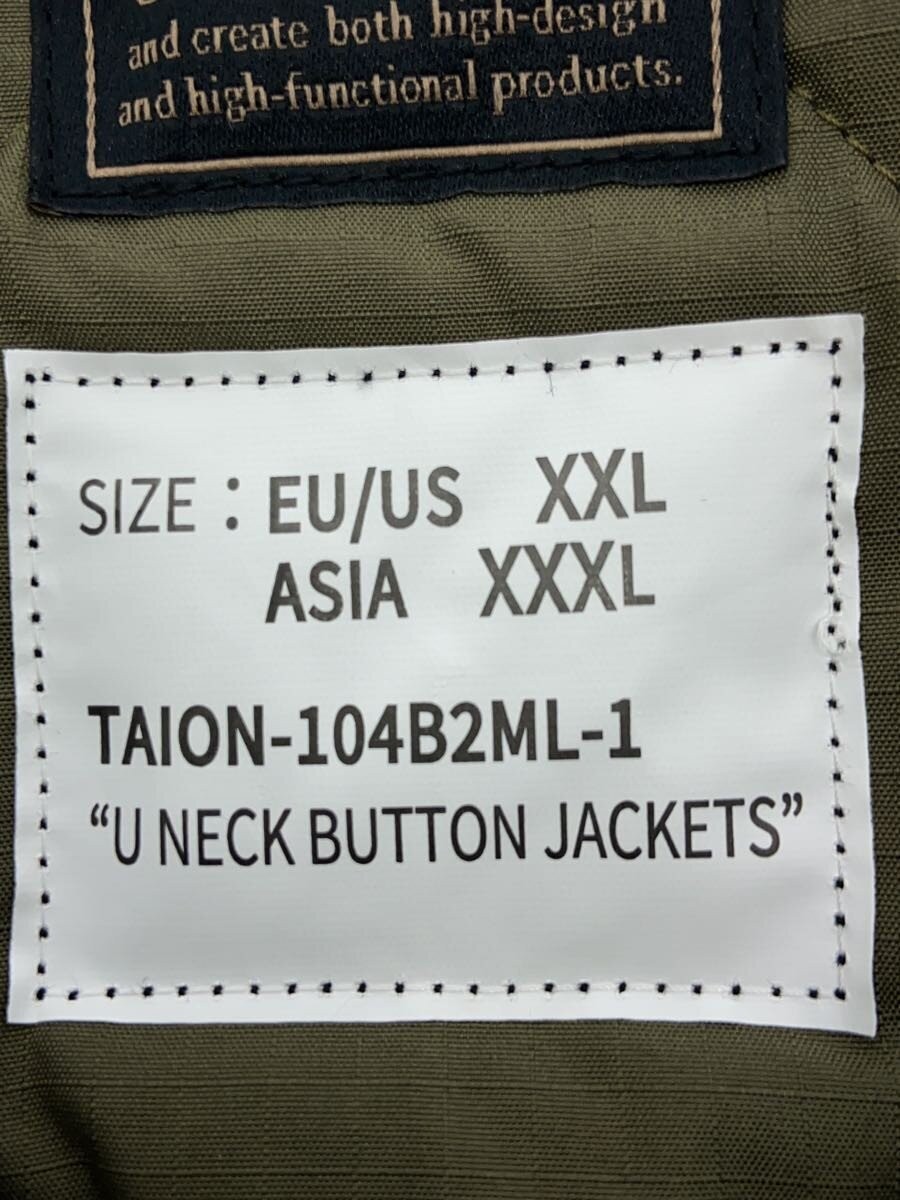 and create both high-design
and high-functional products.
SIZE : EU/US XXL
ASIA XXXL
TAION-104B2ML-1
“U NECK BUTTON JACKETS”